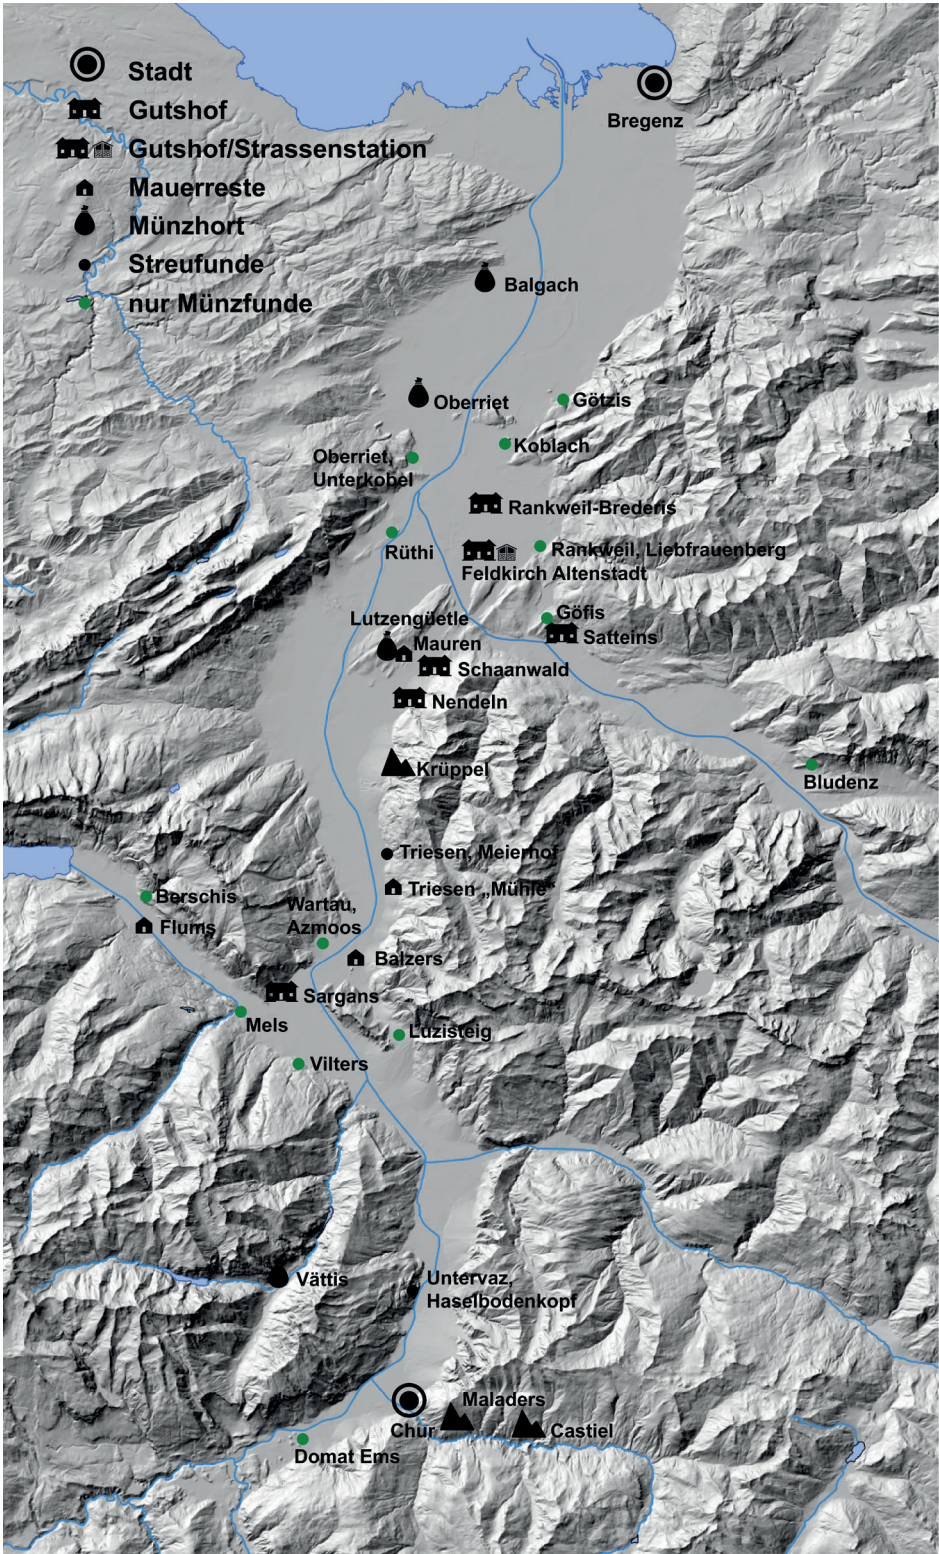 Stadt
Gutshof
Gutshof/Strassenstation
Mauerreste
Münzhort
Streufunde
nur Münzfunde
Bregenz
Balgach
Oberriet
Götzis
Koblach
Oberriet,
Unterkobel
Rankweil-Brederis
Rüthi
Rankweil, Liebfrauenberg
Feldkirch Altenstadt
Göfis
Lutzengüetle
Satteins
Mauren
Schaanwald
Nendeln
Krüppel
Bludenz
Triesen, Meierhof
Triesen „Mühle“
Berschis
Wartau,
Azmoos
Flums
Balzers
Sargans
Mels
Luzisteig
Vilters
Vättis
Untervaz,
Haselbodenkopf
Maladers
Chur
Castiel
Domat Ems